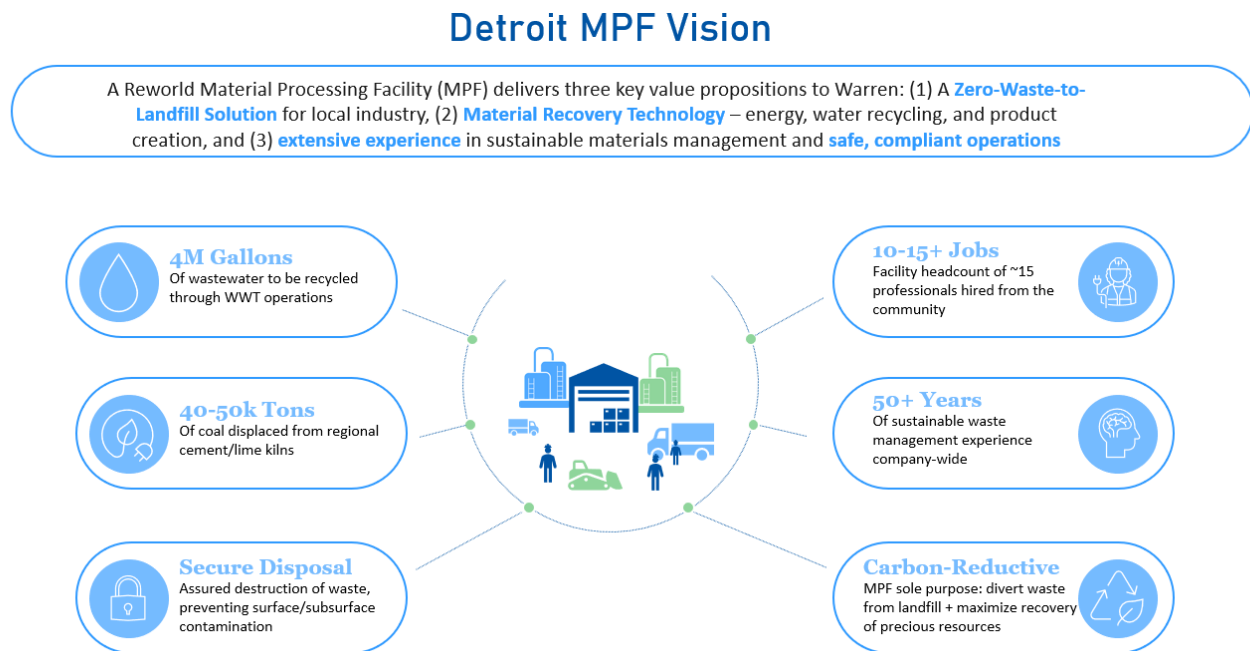 Detroit MPF Vision
A Reworld Material Processing Facility (MPF) delivers three key value propositions to Warren: (1) A Zero-Waste-to-
Landfill Solution for local industry, (2) Material Recovery Technology – energy, water recycling, and product
creation, and (3) extensive experience in sustainable materials management and safe, compliant operations
4M Gallons
Of wastewater to be recycled
through WWT operations
40-50k Tons
Of coal displaced from regional
cement/lime kilns
Secure Disposal
Assured destruction of waste,
preventing surface/subsurface
contamination
10-15+ Jobs
Facility headcount of ~15
professionals hired from the
community
50+ Years
Of sustainable waste
management experience
company-wide
Carbon-Reductive
MPF sole purpose: divert waste
from landfill + maximize recovery
of precious resources